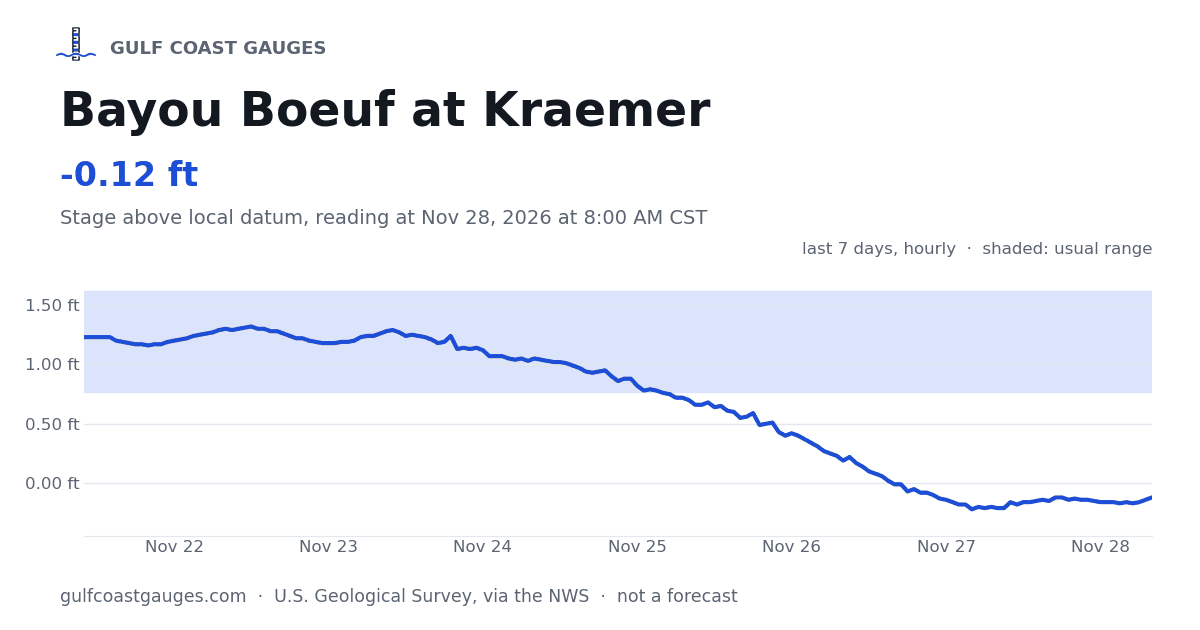 GULF COAST GAUGES
Bayou Boeuf at Kraemer
-0.12 ft
Stage above local datum, reading at Nov 28, 2026 at 8:00 AM CST
last 7 days, hourly · shaded: usual range
1.50 ft
1.00 ft
0.50 ft
0.00 ft
Nov 22 Nov 23 Nov 24 Nov 25 Nov 26 Nov 27 Nov 28
gulfcoastgauges.com · U.S. Geological Survey, via the NWS · not a forecast